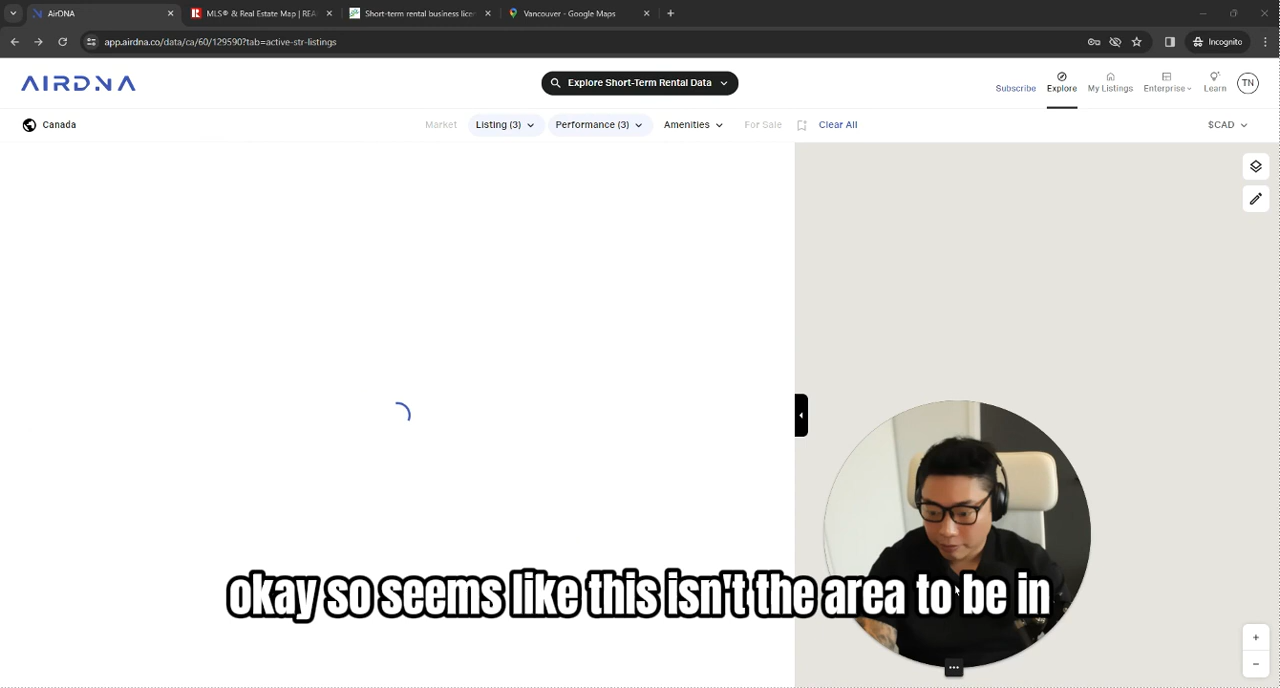 AirDNA
MLS® & Real Estate Map | REA
Short-term rental business licen
Vancouver - Google Maps
app.airdna.co/data/ca/60/129590?tab=active-str-listings
Incognito
AIRDNA
Explore Short-Term Rental Data
Subscribe
Explore
My Listings
Enterprise
Learn
TN
Canada
Market
Listing (3)
Performance (3)
Amenities
For Sale
Clear All
$CAD
okay so seems like this isn't the area to be in